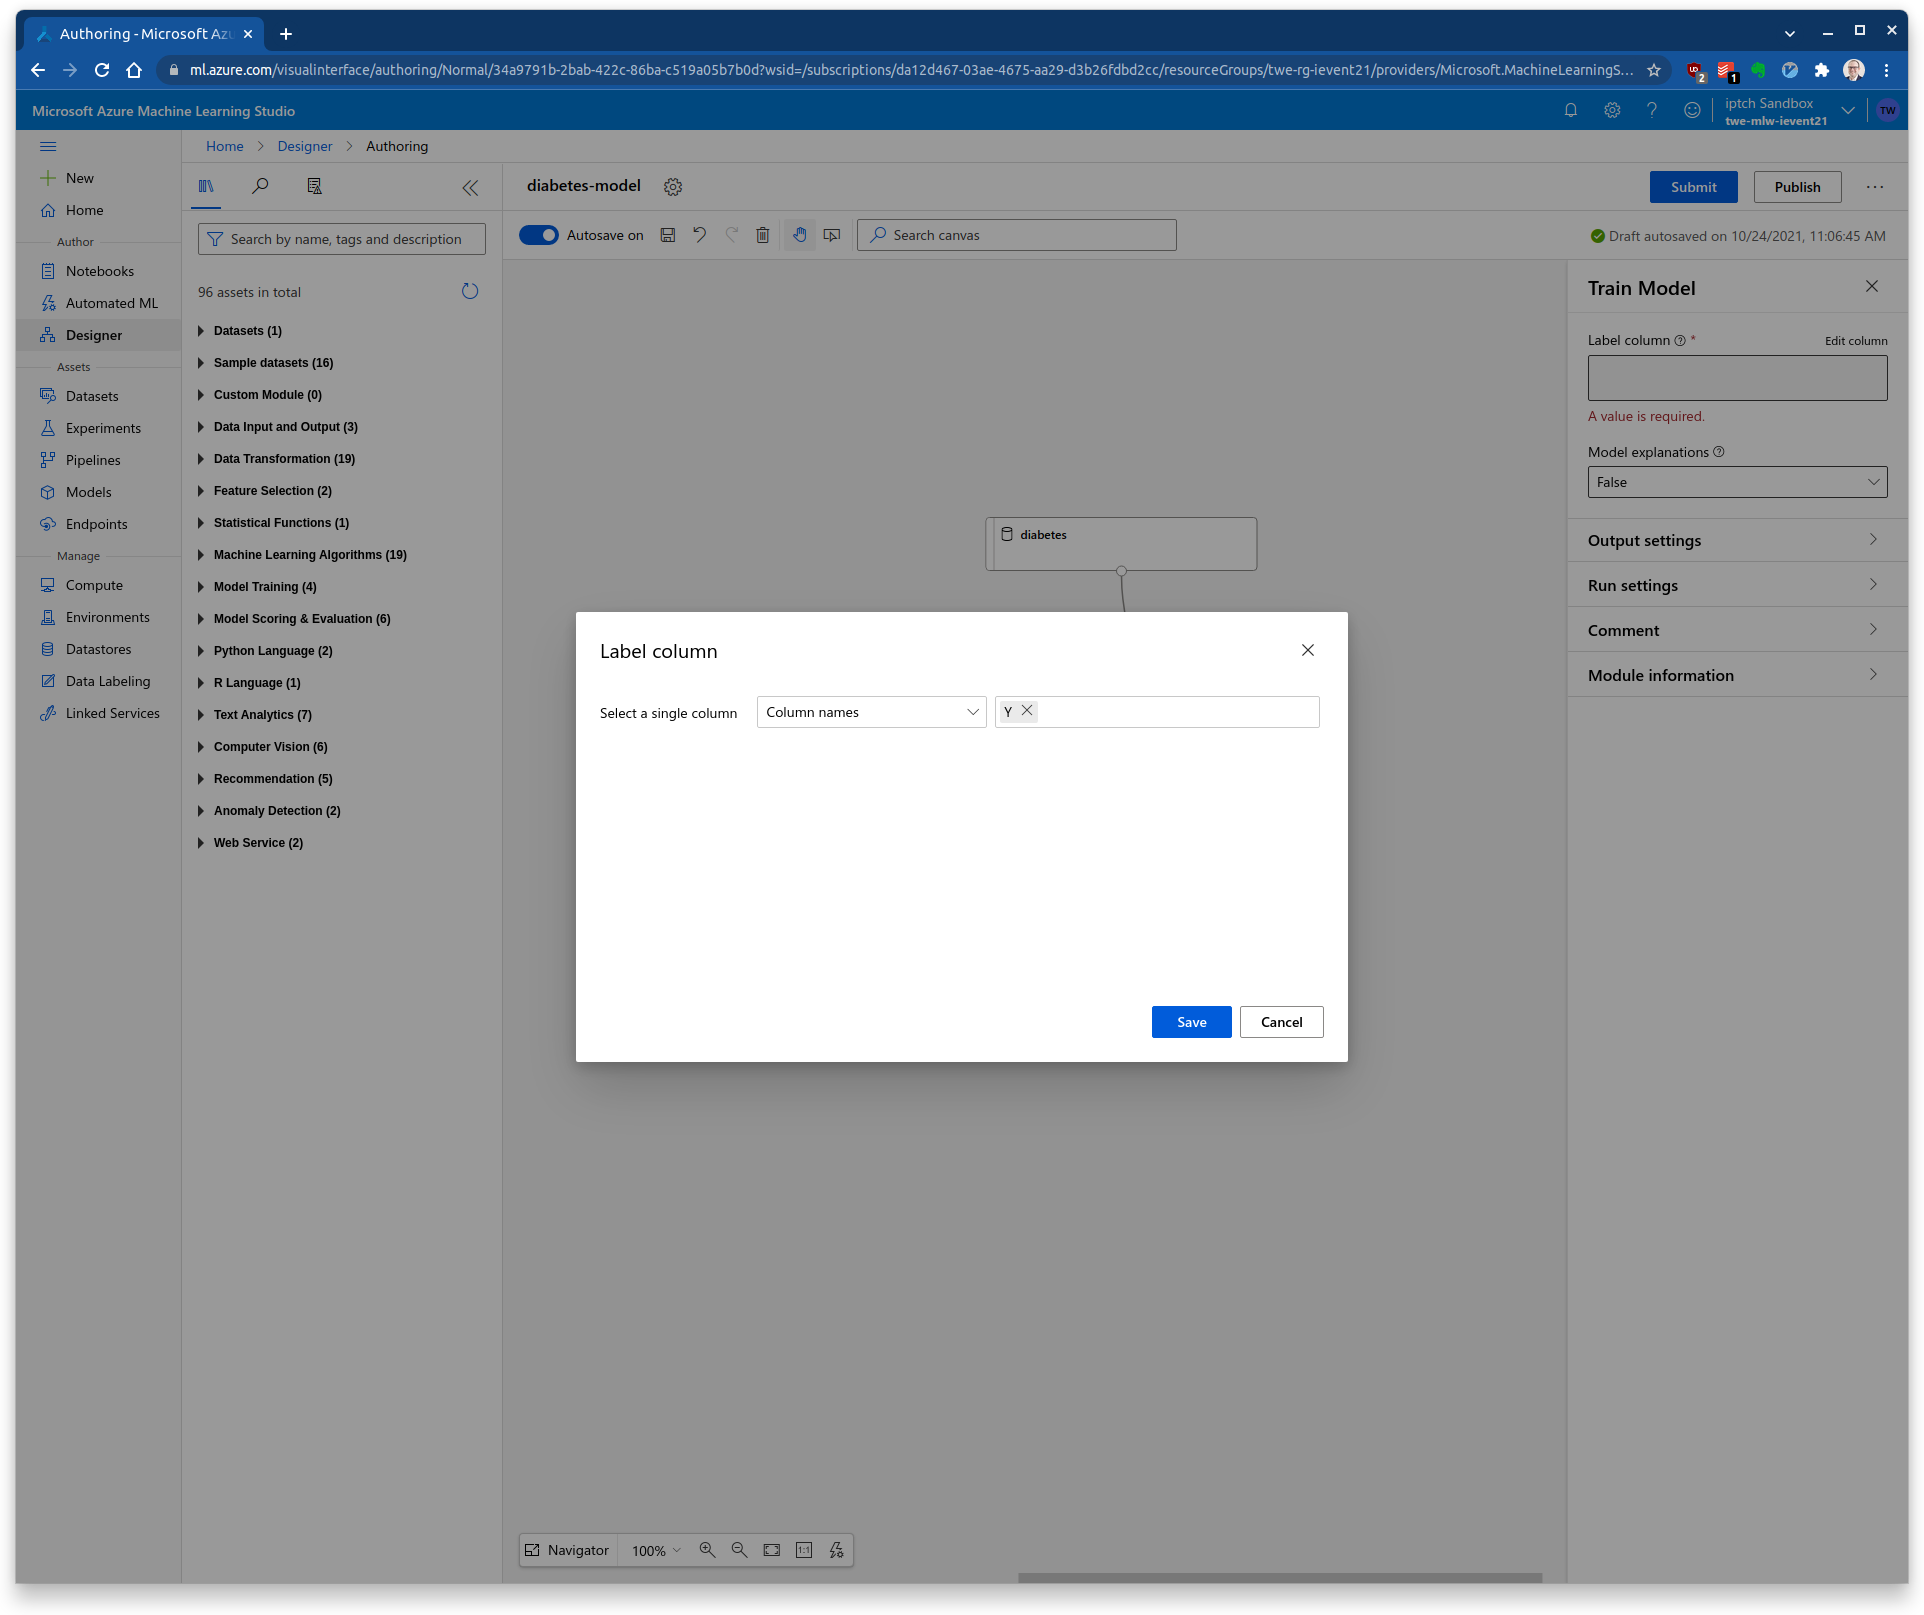 Authoring - Microsoft Azu
ml.azure.com/visualinterface/authoring/Normal/34a9791b-2bab-422c-86ba-c519a05b7b0d?wsid=/subscriptions/da12d467-03ae-4675-aa29-d3b26fdbd2cc/resourceGroups/twe-rg-ievent21/providers/Microsoft.MachineLearningS...
2
1
Microsoft Azure Machine Learning Studio
iptch Sandbox
twe-mlw-ievent21
TW
Home
Designer
Authoring
New
Home
Author
Notebooks
Automated ML
Designer
Assets
Datasets
Experiments
Pipelines
Models
Endpoints
Manage
Compute
Environments
Datastores
Data Labeling
Linked Services
Search by name, tags and description
96 assets in total
Datasets (1)
Sample datasets (16)
Custom Module (0)
Data Input and Output (3)
Data Transformation (19)
Feature Selection (2)
Statistical Functions (1)
Machine Learning Algorithms (19)
Model Training (4)
Model Scoring & Evaluation (6)
Python Language (2)
R Language (1)
Text Analytics (7)
Computer Vision (6)
Recommendation (5)
Anomaly Detection (2)
Web Service (2)
diabetes-model
Submit
Publish
Autosave on
Search canvas
Draft autosaved on 10/24/2021, 11:06:45 AM
diabetes
Label column
Select a single column
Column names
Y
Save
Cancel
Train Model
Label column *
Edit column
A value is required.
Model explanations
False
Output settings
Run settings
Comment
Module information
Navigator
100%
1:1